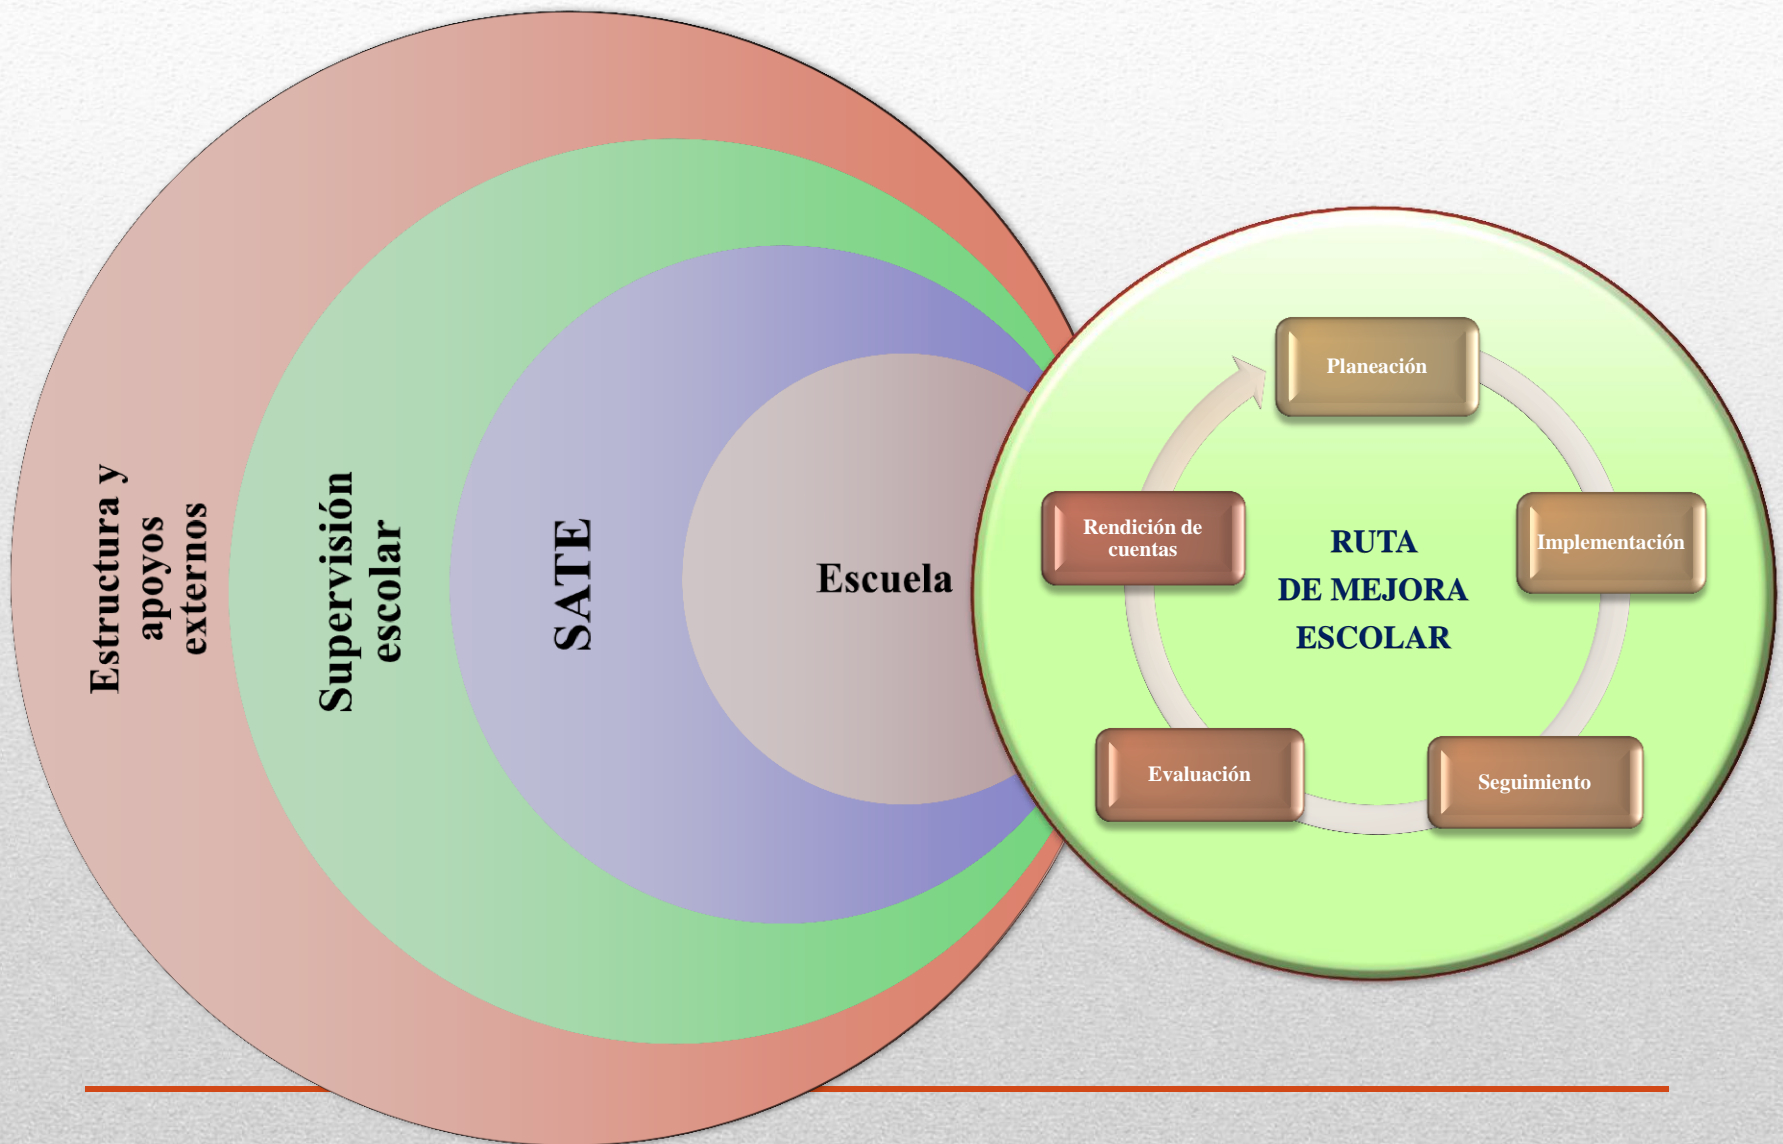 Estructura y
apoyos
externos
Supervisión
escolar
SATE
Escuela
Planeación
Implementación
Seguimiento
Evaluación
Rendición de
cuentas
RUTA
DE MEJORA
ESCOLAR